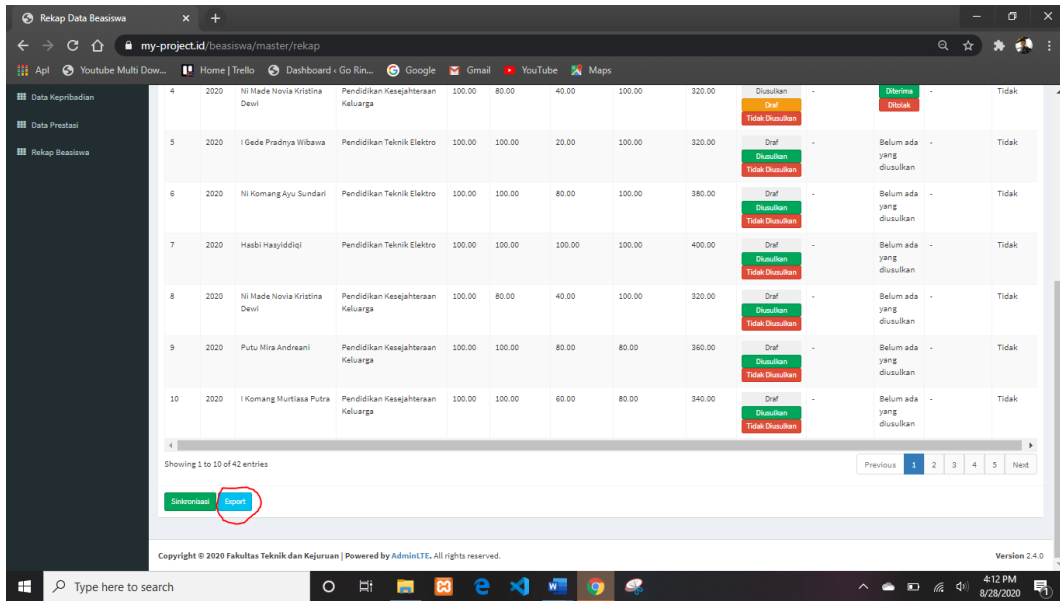 Rekap Data Beasiswa
my-project.id/beasiswa/master/rekap
Apl Youtube Multi Dow... Home | Trello Dashboard ‹ Go Rin... Google Gmail YouTube Maps
Data Kepribadian
Data Prestasi
Rekap Beasiswa
4 2020 Ni Made Novia Kristina Pendidikan Kesejahteraan 100.00 80.00 40.00 100.00 320.00 Diusulkan - Diterima - Tidak
Dewi Keluarga Draf Ditolak
Tidak Diusulkan
5 2020 I Gede Pradnya Wibawa Pendidikan Teknik Elektro 100.00 100.00 20.00 100.00 320.00 Draf - Belum ada - Tidak
Diusulkan yang
Tidak Diusulkan diusulkan
6 2020 Ni Komang Ayu Sundari Pendidikan Teknik Elektro 100.00 100.00 80.00 100.00 380.00 Draf - Belum ada - Tidak
Diusulkan yang
Tidak Diusulkan diusulkan
7 2020 Hasbi Hasyiddiqi Pendidikan Teknik Elektro 100.00 100.00 100.00 100.00 400.00 Draf - Belum ada - Tidak
Diusulkan yang
Tidak Diusulkan diusulkan
8 2020 Ni Made Novia Kristina Pendidikan Kesejahteraan 100.00 80.00 40.00 100.00 320.00 Draf - Belum ada - Tidak
Dewi Keluarga Diusulkan yang
Tidak Diusulkan diusulkan
9 2020 Putu Mira Andreani Pendidikan Kesejahteraan 100.00 100.00 80.00 80.00 360.00 Draf - Belum ada - Tidak
Keluarga Diusulkan yang
Tidak Diusulkan diusulkan
10 2020 I Komang Murtiasa Putra Pendidikan Kesejahteraan 100.00 100.00 60.00 80.00 340.00 Draf - Belum ada - Tidak
Keluarga Diusulkan yang
Tidak Diusulkan diusulkan
Showing 1 to 10 of 42 entries
Previous 1 2 3 4 5 Next
Sinkronisasi Export
Copyright © 2020 Fakultas Teknik dan Kejuruan | Powered by AdminLTE. All rights reserved. Version 2.4.0
Type here to search
4:12 PM
8/28/2020